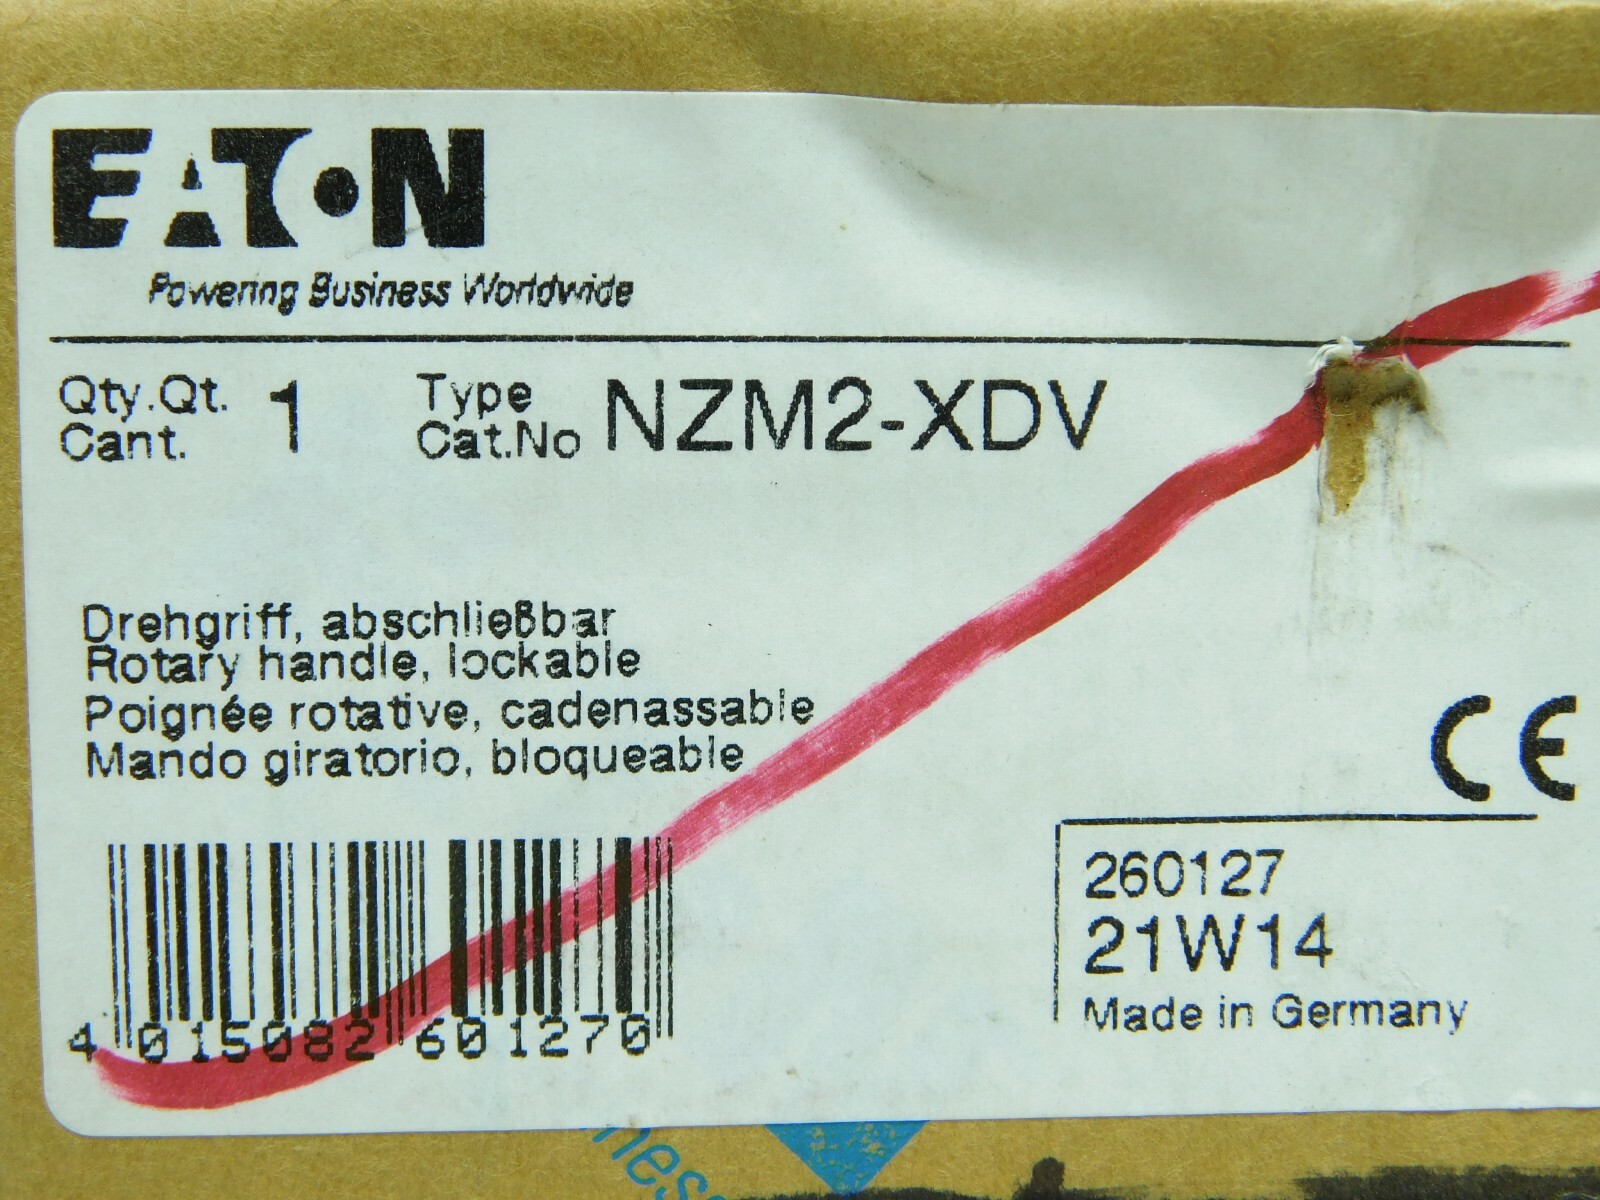 EATON
Powering Business Worldwide
Qty.Qt. 1 Type NZM2-XDV
Cant. Cat.No
Drehgriff, abschließbar
Rotary handle, lockable
Poignée rotative, cadenassable
Mando giratorio, bloqueable
CE
260127
21W14
Made in Germany
4 015082 601270